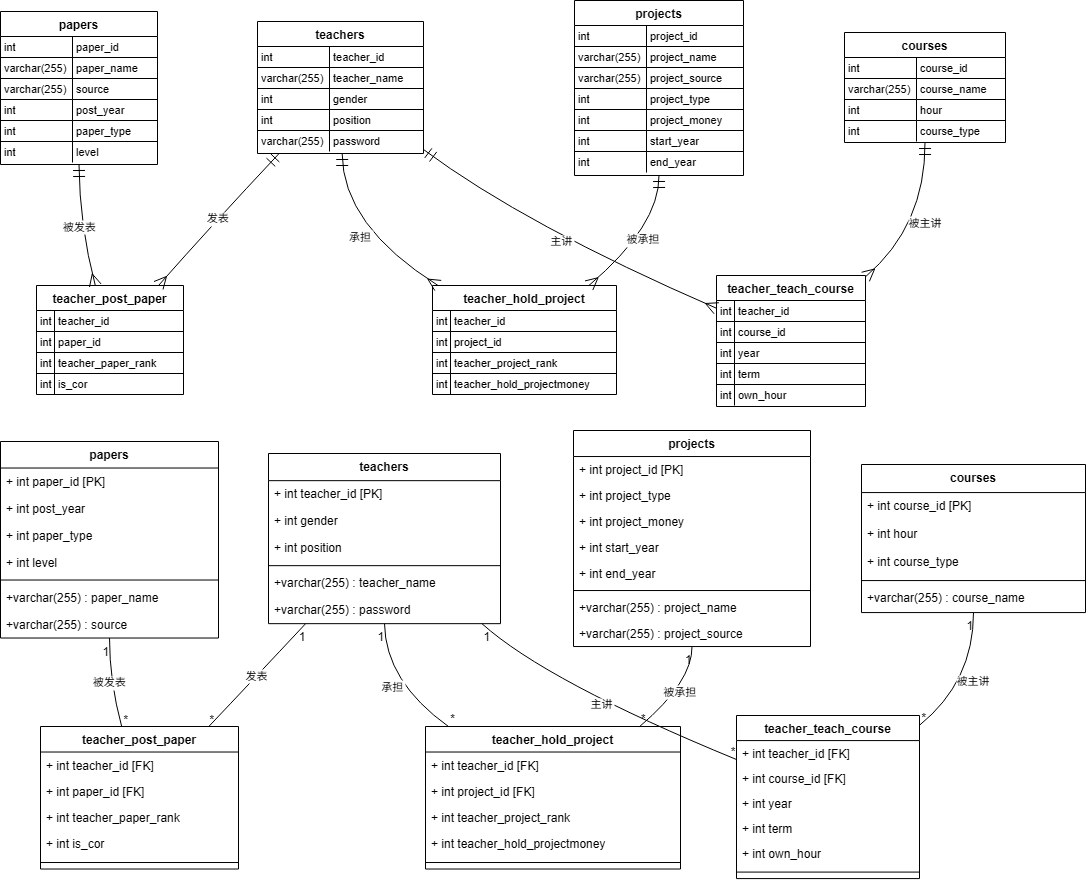 papers
int paper_id
varchar(255) paper_name
varchar(255) source
int post_year
int paper_type
int level
teachers
int teacher_id
varchar(255) teacher_name
int gender
int position
varchar(255) password
projects
int project_id
varchar(255) project_name
varchar(255) project_source
int project_type
int project_money
int start_year
int end_year
courses
int course_id
varchar(255) course_name
int hour
int course_type
被发表
发表
承担
主讲
被承担
被主讲
teacher_post_paper
int teacher_id
int paper_id
int teacher_paper_rank
int is_cor
teacher_hold_project
int teacher_id
int project_id
int teacher_project_rank
int teacher_hold_projectmoney
teacher_teach_course
int teacher_id
int course_id
int year
int term
int own_hour
papers
+ int paper_id [PK]
+ int post_year
+ int paper_type
+ int level
+varchar(255) : paper_name
+varchar(255) : source
teachers
+ int teacher_id [PK]
+ int gender
+ int position
+varchar(255) : teacher_name
+varchar(255) : password
projects
+ int project_id [PK]
+ int project_type
+ int project_money
+ int start_year
+ int end_year
+varchar(255) : project_name
+varchar(255) : project_source
courses
+ int course_id [PK]
+ int hour
+ int course_type
+varchar(255) : course_name
1
1
1
1
1
1
被发表
发表
承担
主讲
被承担
被主讲
*
*
*
*
*
*
teacher_post_paper
+ int teacher_id [FK]
+ int paper_id [FK]
+ int teacher_paper_rank
+ int is_cor
teacher_hold_project
+ int teacher_id [FK]
+ int project_id [FK]
+ int teacher_project_rank
+ int teacher_hold_projectmoney
teacher_teach_course
+ int teacher_id [FK]
+ int course_id [FK]
+ int year
+ int term
+ int own_hour